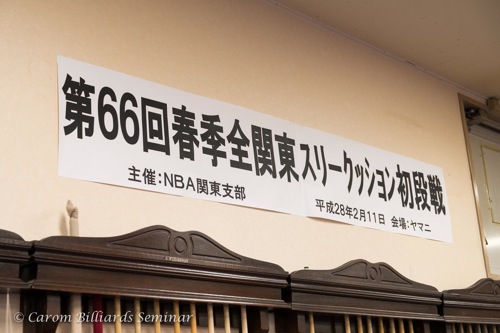 第66回春季全関東スリークッション初段戦
主催:NBA関東支部
平成28年2月11日 会場:ヤマニ
© Carom Billiards Seminar